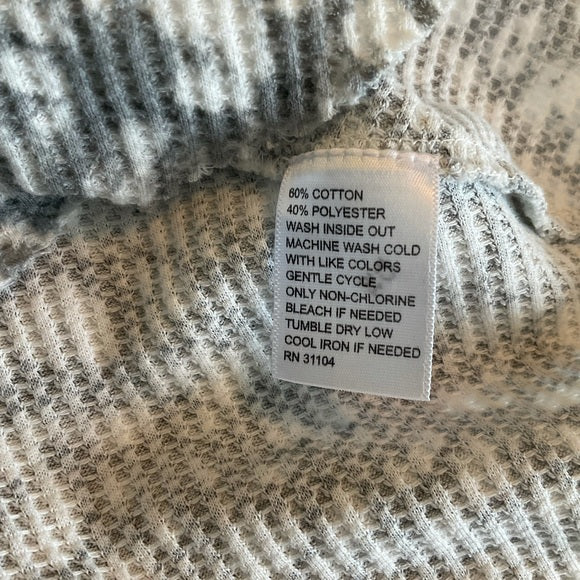 60% COTTON
40% POLYESTER
WASH INSIDE OUT
MACHINE WASH COLD
WITH LIKE COLORS
GENTLE CYCLE
ONLY NON-CHLORINE
BLEACH IF NEEDED
TUMBLE DRY LOW
COOL IRON IF NEEDED
RN 31104